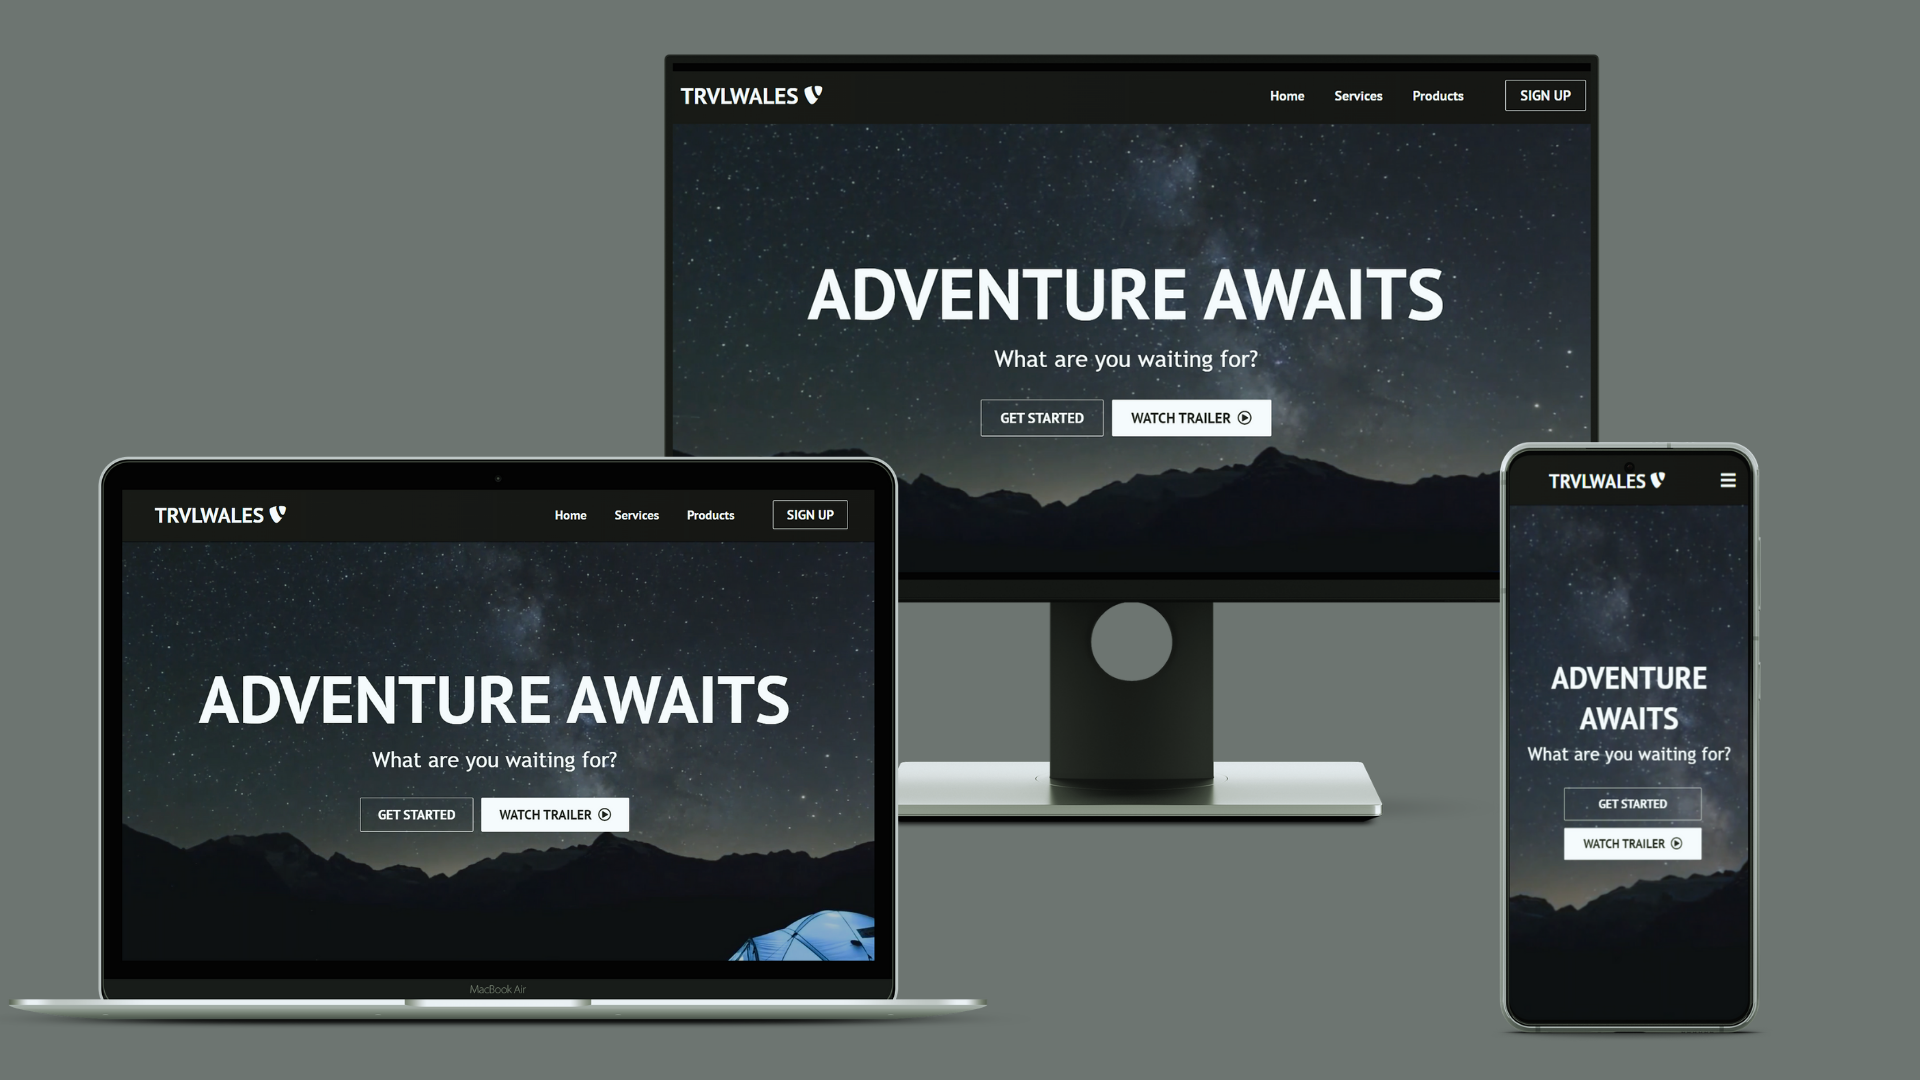 TRVLWALES
Home Services Products SIGN UP
ADVENTURE AWAITS
What are you waiting for?
GET STARTED WATCH TRAILER
TRVLWALES
Home Services Products SIGN UP
ADVENTURE AWAITS
What are you waiting for?
GET STARTED WATCH TRAILER
MacBook Air
TRVLWALES
ADVENTURE
AWAITS
What are you waiting for?
GET STARTED
WATCH TRAILER